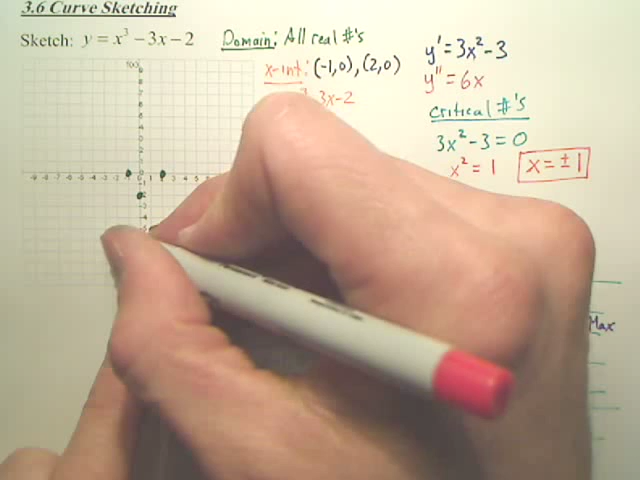 3.6 Curve Sketching
Sketch: y = x³ − 3x − 2
Domain: All real #'s
x-int: (-1,0), (2,0)
3x-2
y' = 3x² - 3
y'' = 6x
Critical #'s
3x² - 3 = 0
x² = 1
x = ± 1
Max